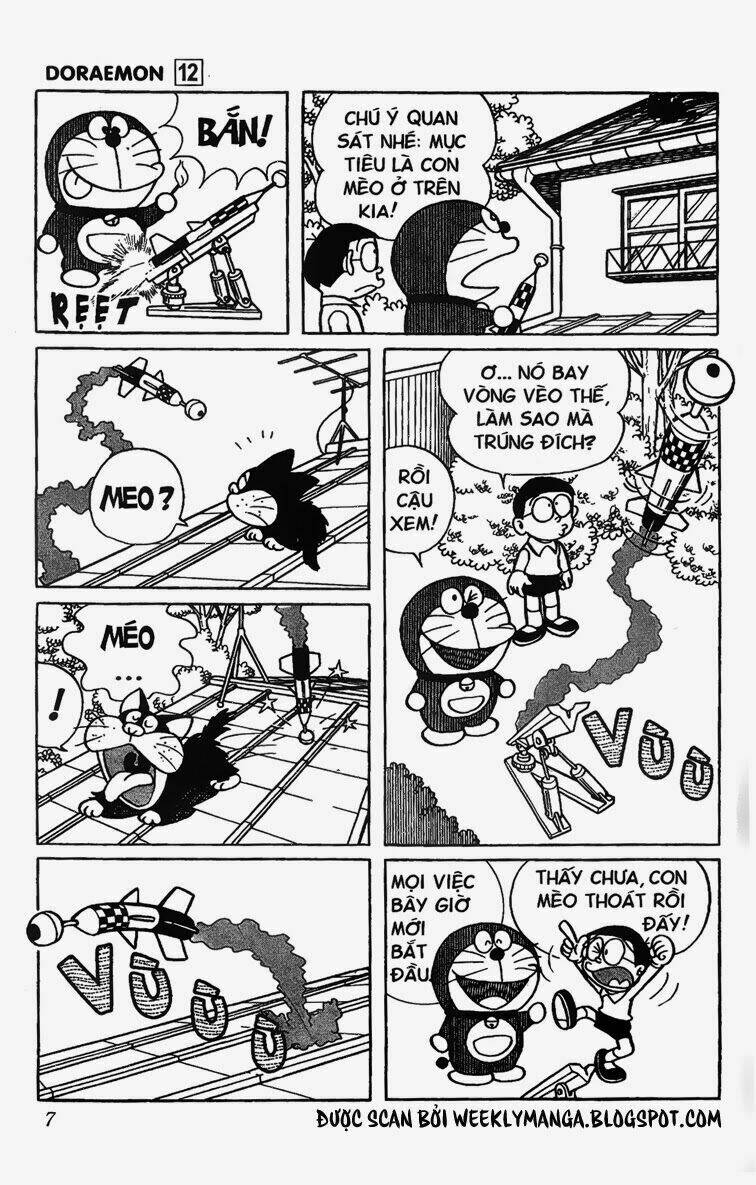 DORAEMON 12
BẮN!
RẸẸT
CHÚ Ý QUAN
SÁT NHÉ: MỤC
TIÊU LÀ CON
MÈO Ở TRÊN
KIA!
MEO?
Ơ... NÓ BAY
VÒNG VÈO THẾ,
LÀM SAO MÀ
TRÚNG ĐÍCH?
RỒI
CẬU
XEM!
VÙÙ
MÉO
...
!
VÙÙÙÙ
MỌI VIỆC
BÂY GIỜ
MỚI
BẮT
ĐẦU.
THẤY CHƯA, CON
MÈO THOÁT RỒI
ĐẤY!
7
ĐƯỢC SCAN BỞI WEEKLYMANGA.BLOGSPOT.COM